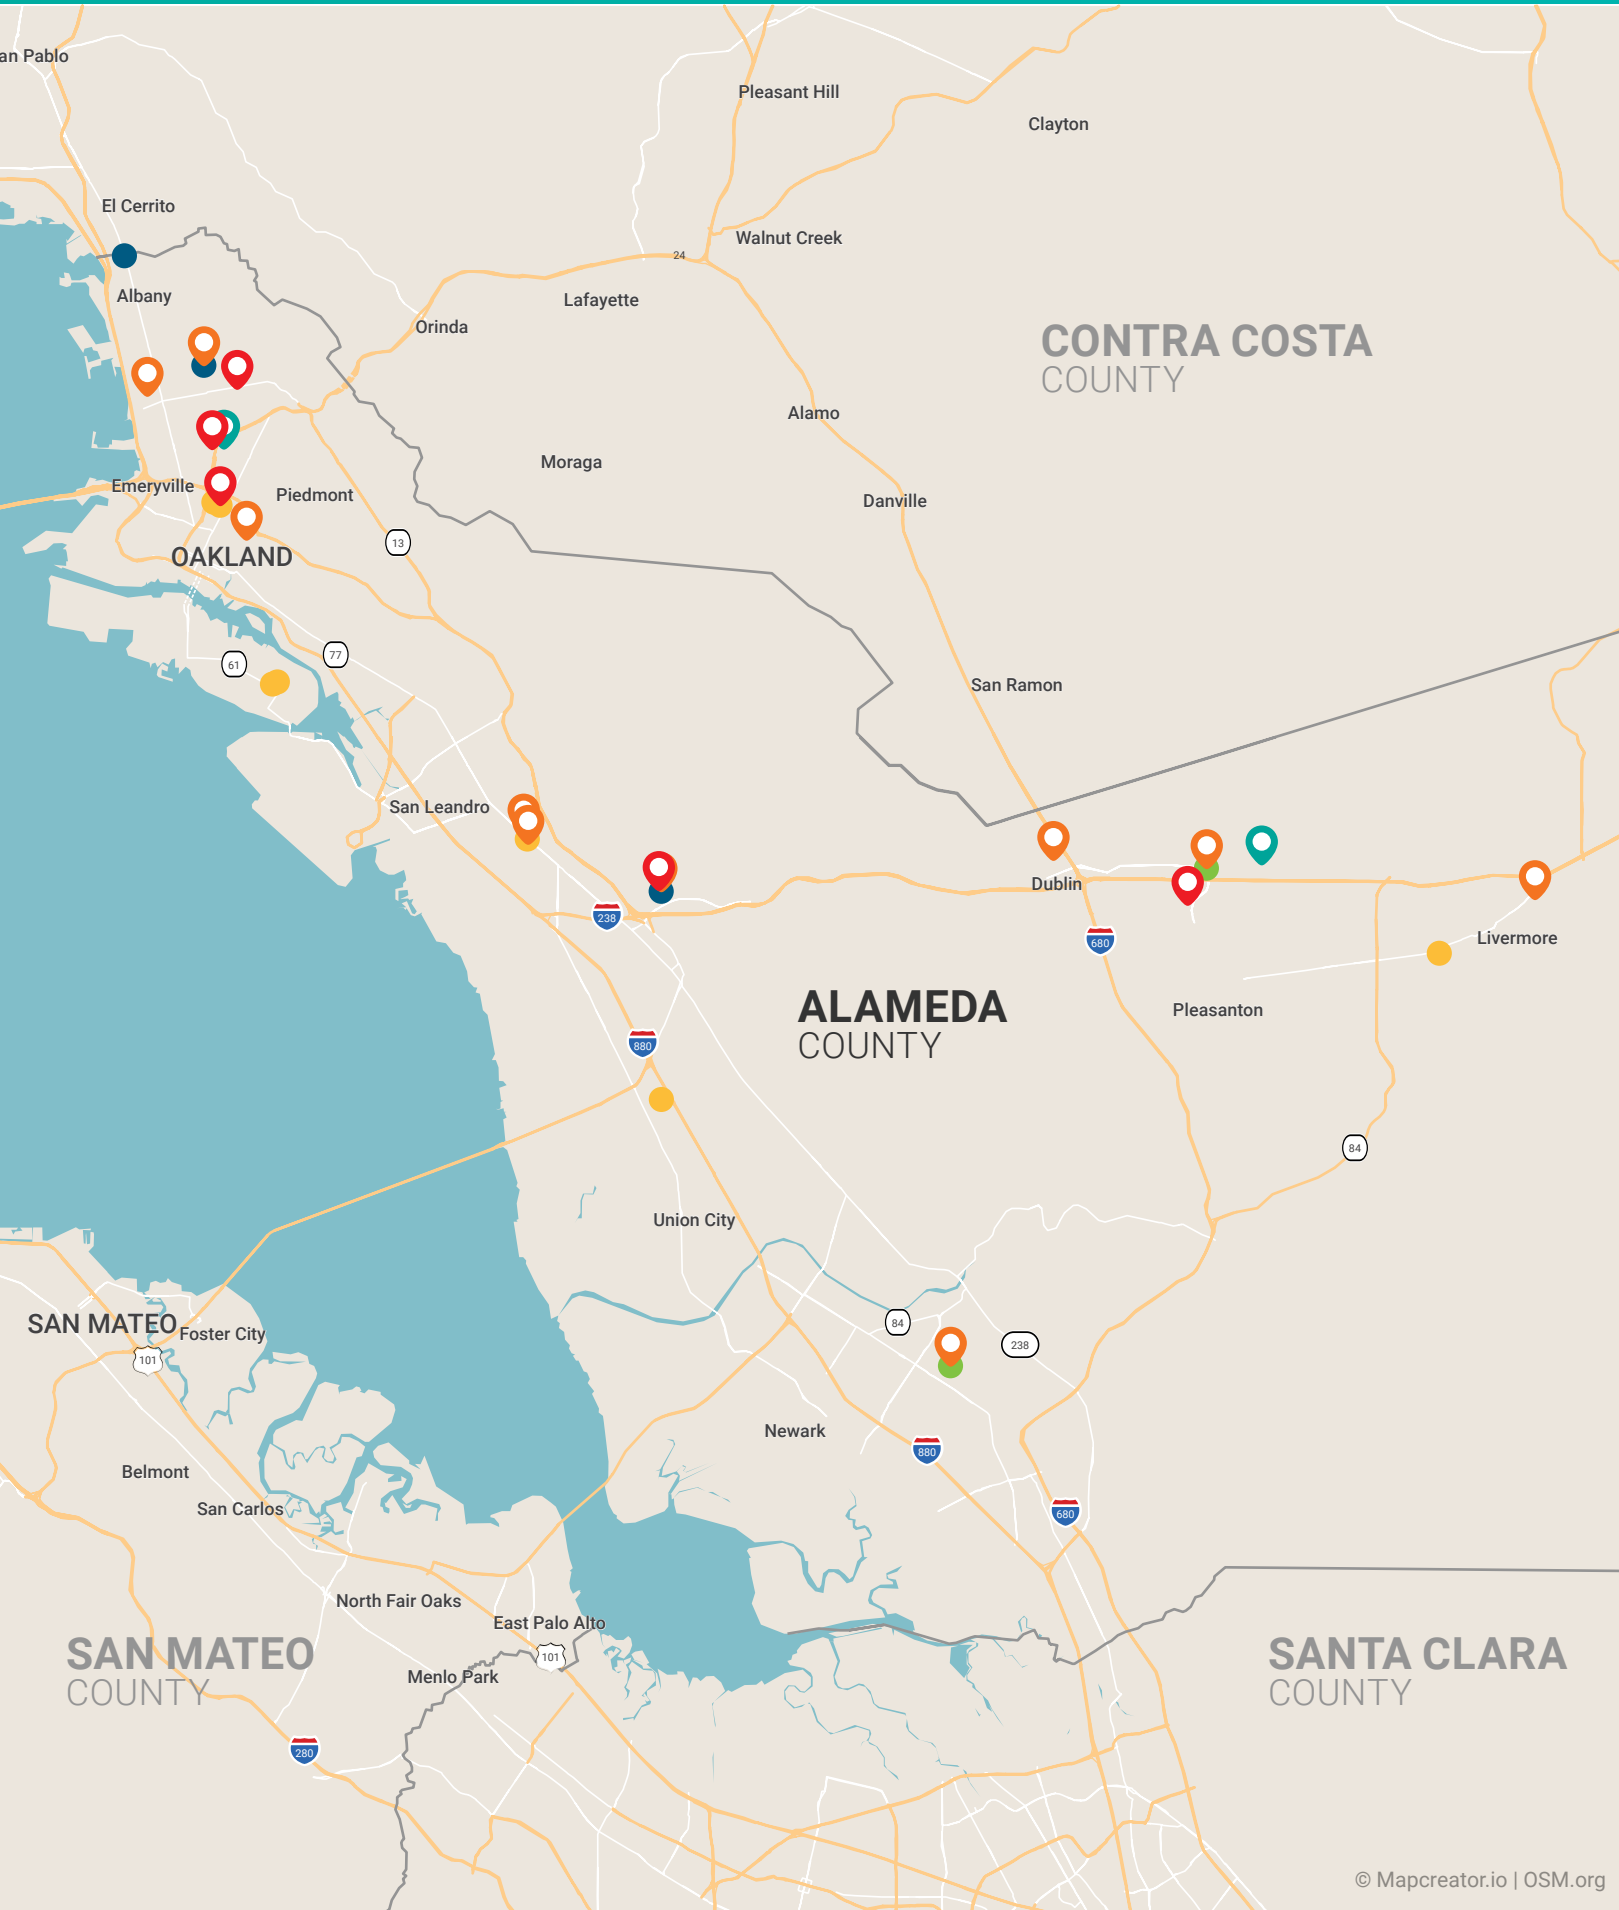 an Pablo
Pleasant Hill
Clayton
El Cerrito
Walnut Creek
24
Albany
Lafayette
Orinda
CONTRA COSTA
COUNTY
Alamo
Moraga
Emeryville
Piedmont
Danville
13
OAKLAND
77
61
San Ramon
San Leandro
Dublin
238
680
Livermore
ALAMEDA
COUNTY
Pleasanton
880
84
Union City
SAN MATEO
Foster City
84
238
101
Newark
880
Belmont
San Carlos
680
North Fair Oaks
East Palo Alto
SAN MATEO
COUNTY
101
Menlo Park
SANTA CLARA
COUNTY
280
© Mapcreator.io | OSM.org